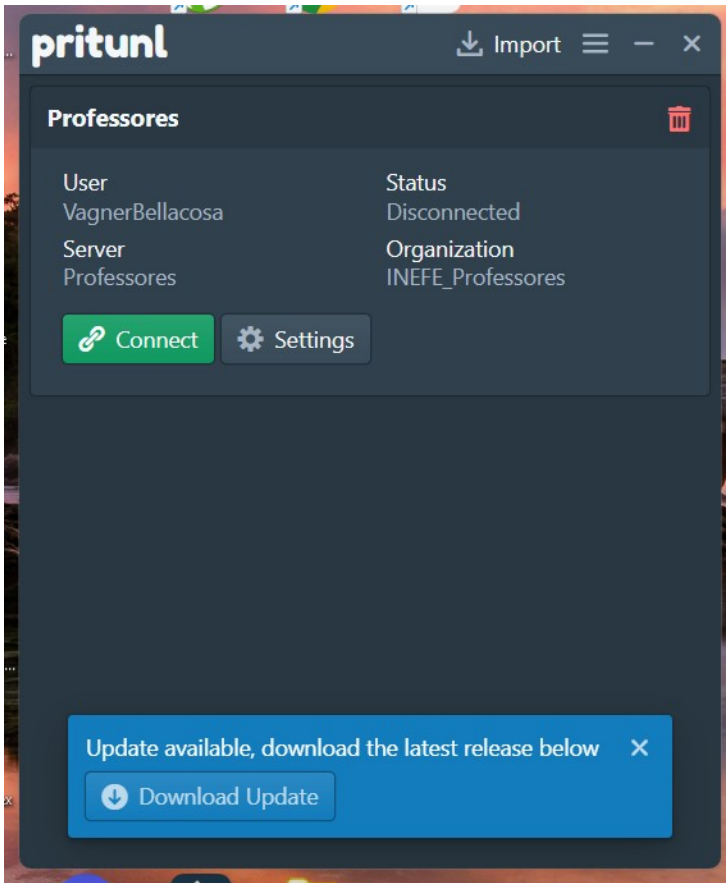 pritunl
Import
Professores
User
VagnerBellacosa
Status
Disconnected
Server
Professores
Organization
INEFE_Professores
Connect
Settings
Update available, download the latest release below
Download Update